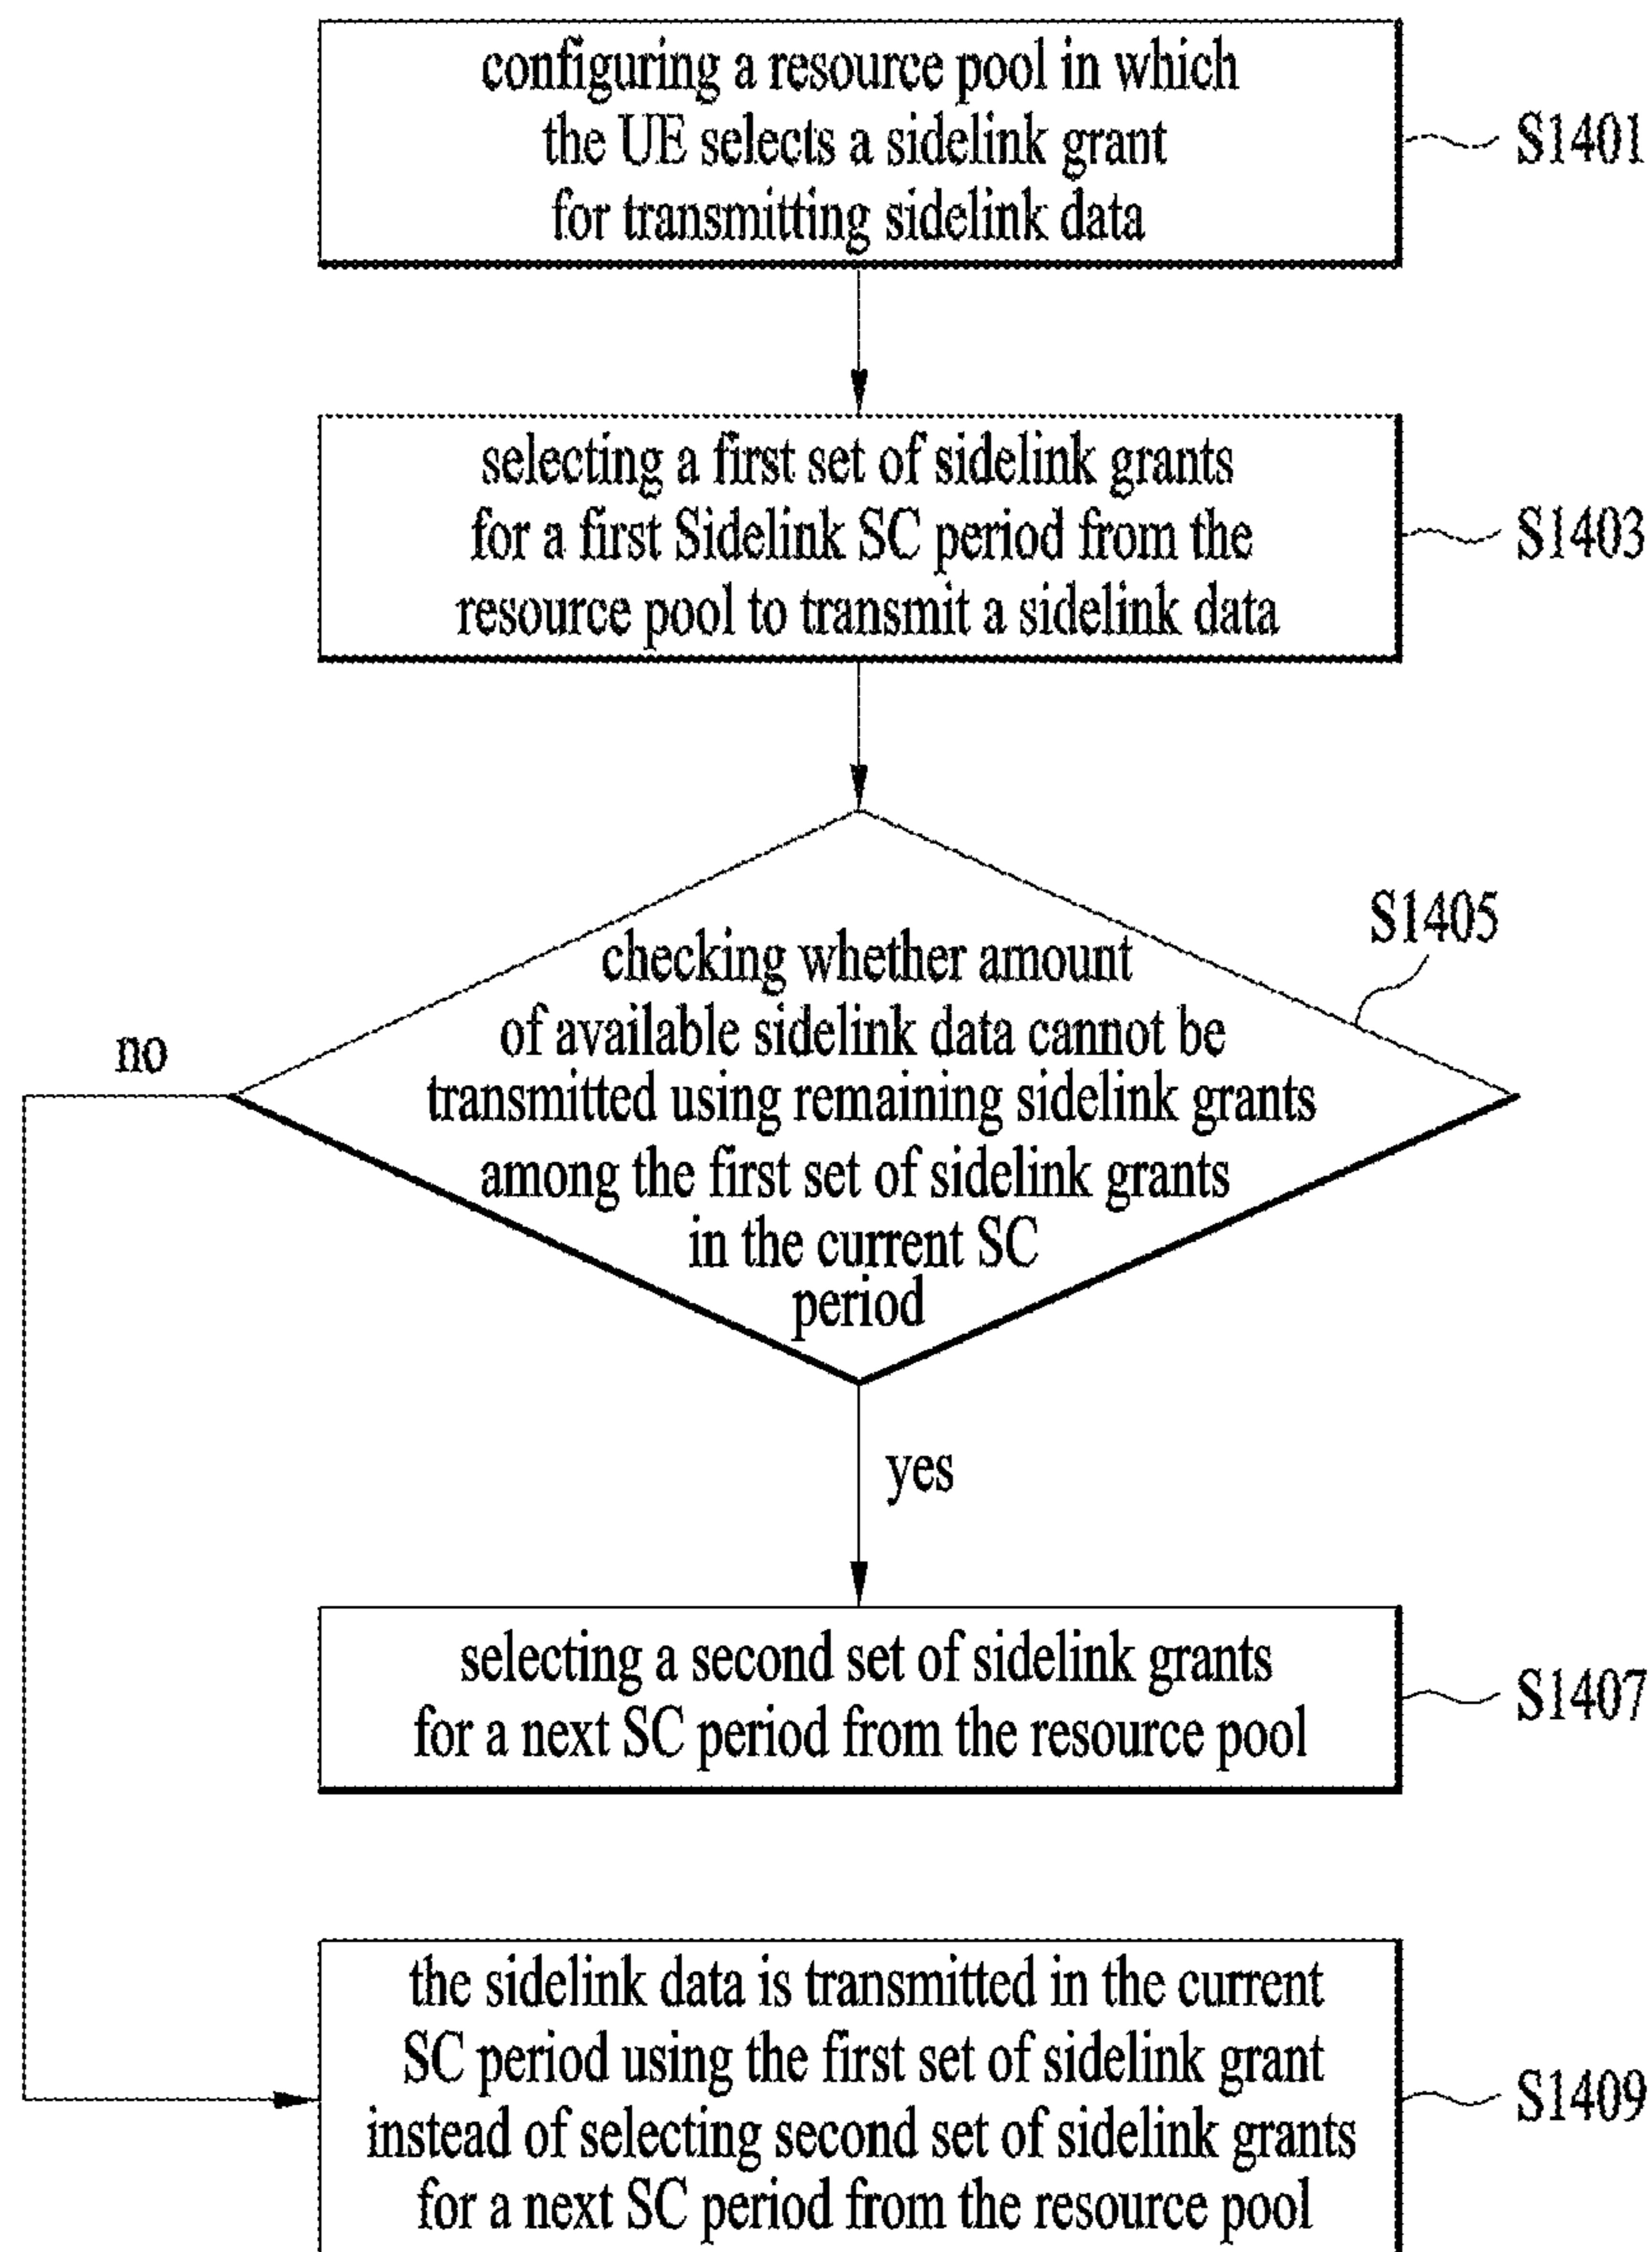 configuring a resource pool in which
the UE selects a sidelink grant
for transmitting sidelink data
S1401
selecting a first set of sidelink grants
for a first Sidelink SC period from the
resource pool to transmit a sidelink data
S1403
S1405
checking whether amount
of available sidelink data cannot be
transmitted using remaining sidelink grants
among the first set of sidelink grants
in the current SC
period
no
yes
selecting a second set of sidelink grants
for a next SC period from the resource pool
S1407
the sidelink data is transmitted in the current
SC period using the first set of sidelink grant
instead of selecting second set of sidelink grants
for a next SC period from the resource pool
S1409